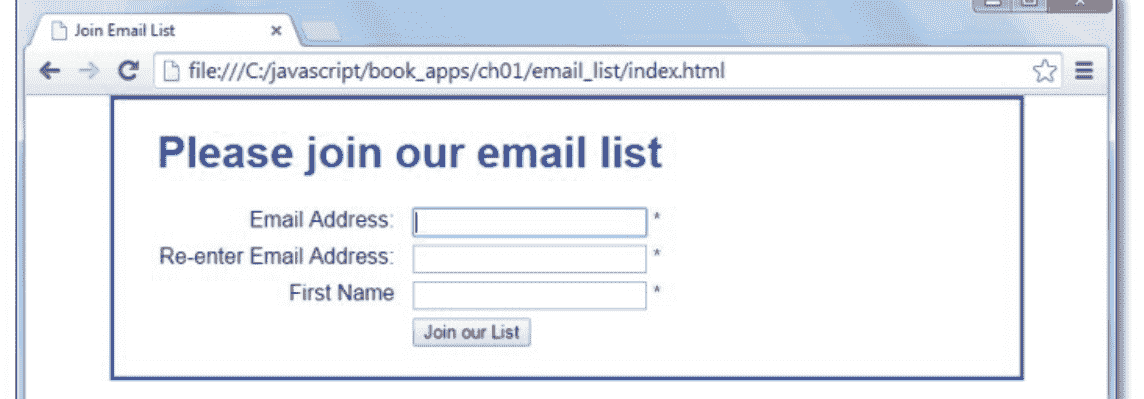 Join Email List
file:///C:/javascript/book_apps/ch01/email_list/index.html
Please join our email list
Email Address: *
Re-enter Email Address: *
First Name *
Join our List